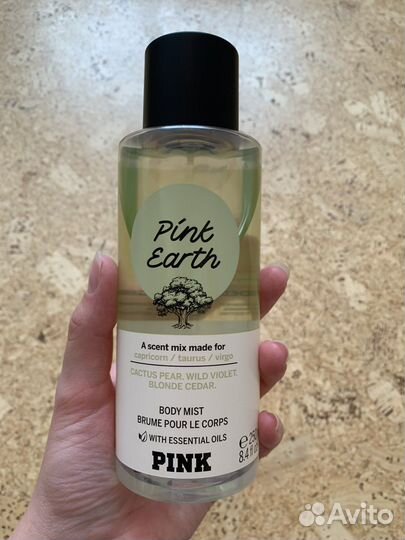 Pink
Earth
A scent mix made for
capricorn / taurus / virgo
CACTUS PEAR. WILD VIOLET.
BLONDE CEDAR.
BODY MIST
BRUME POUR LE CORPS
WITH ESSENTIAL OILS
PINK
℮ 250
8.4 fl
Avito